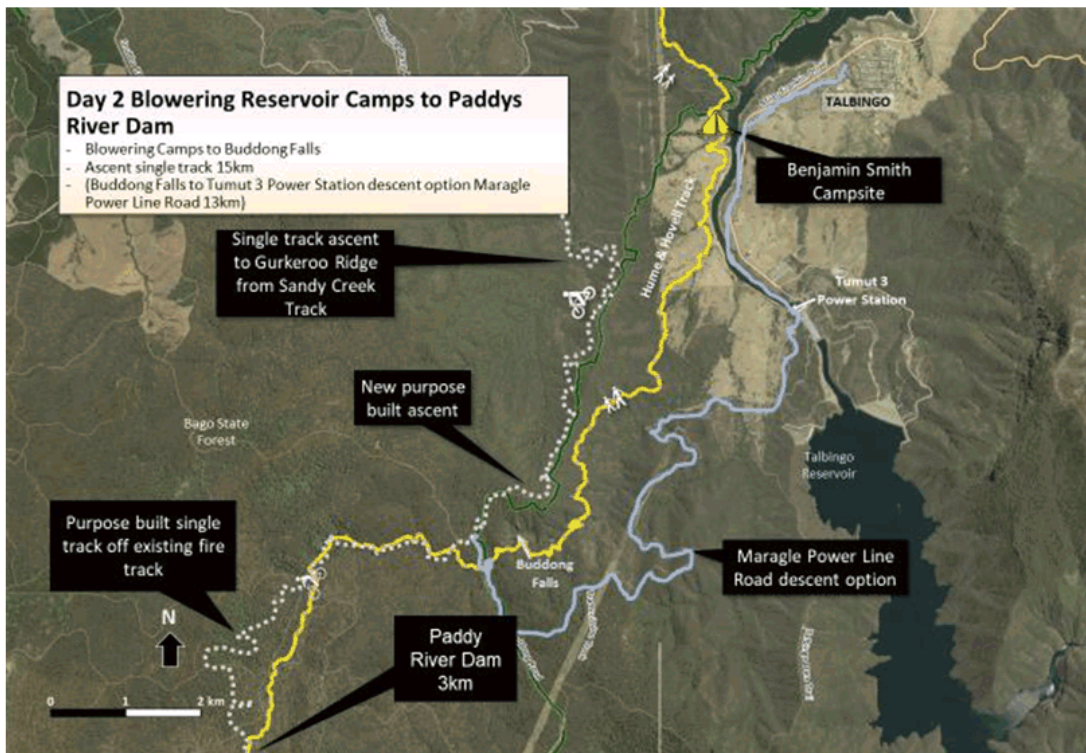 Day 2 Blowering Reservoir Camps to Paddys
River Dam
- Blowering Camps to Buddong Falls
- Ascent single track 15km
- (Buddong Falls to Tumut 3 Power Station descent option Maragle
Power Line Road 13km)
TALBINGO
Benjamin Smith
Campsite
Single track ascent
to Gurkeroo Ridge
from Sandy Creek
Track
Hume & Hovell Track
Tumut 3
Power Station
New purpose
built ascent
Bago State
Forest
Talbingo
Reservoir
Purpose built single
track off existing fire
track
Buddong
Falls
Maragle Power Line
Road descent option
N
Paddy
River Dam
3km
0 1 2 km